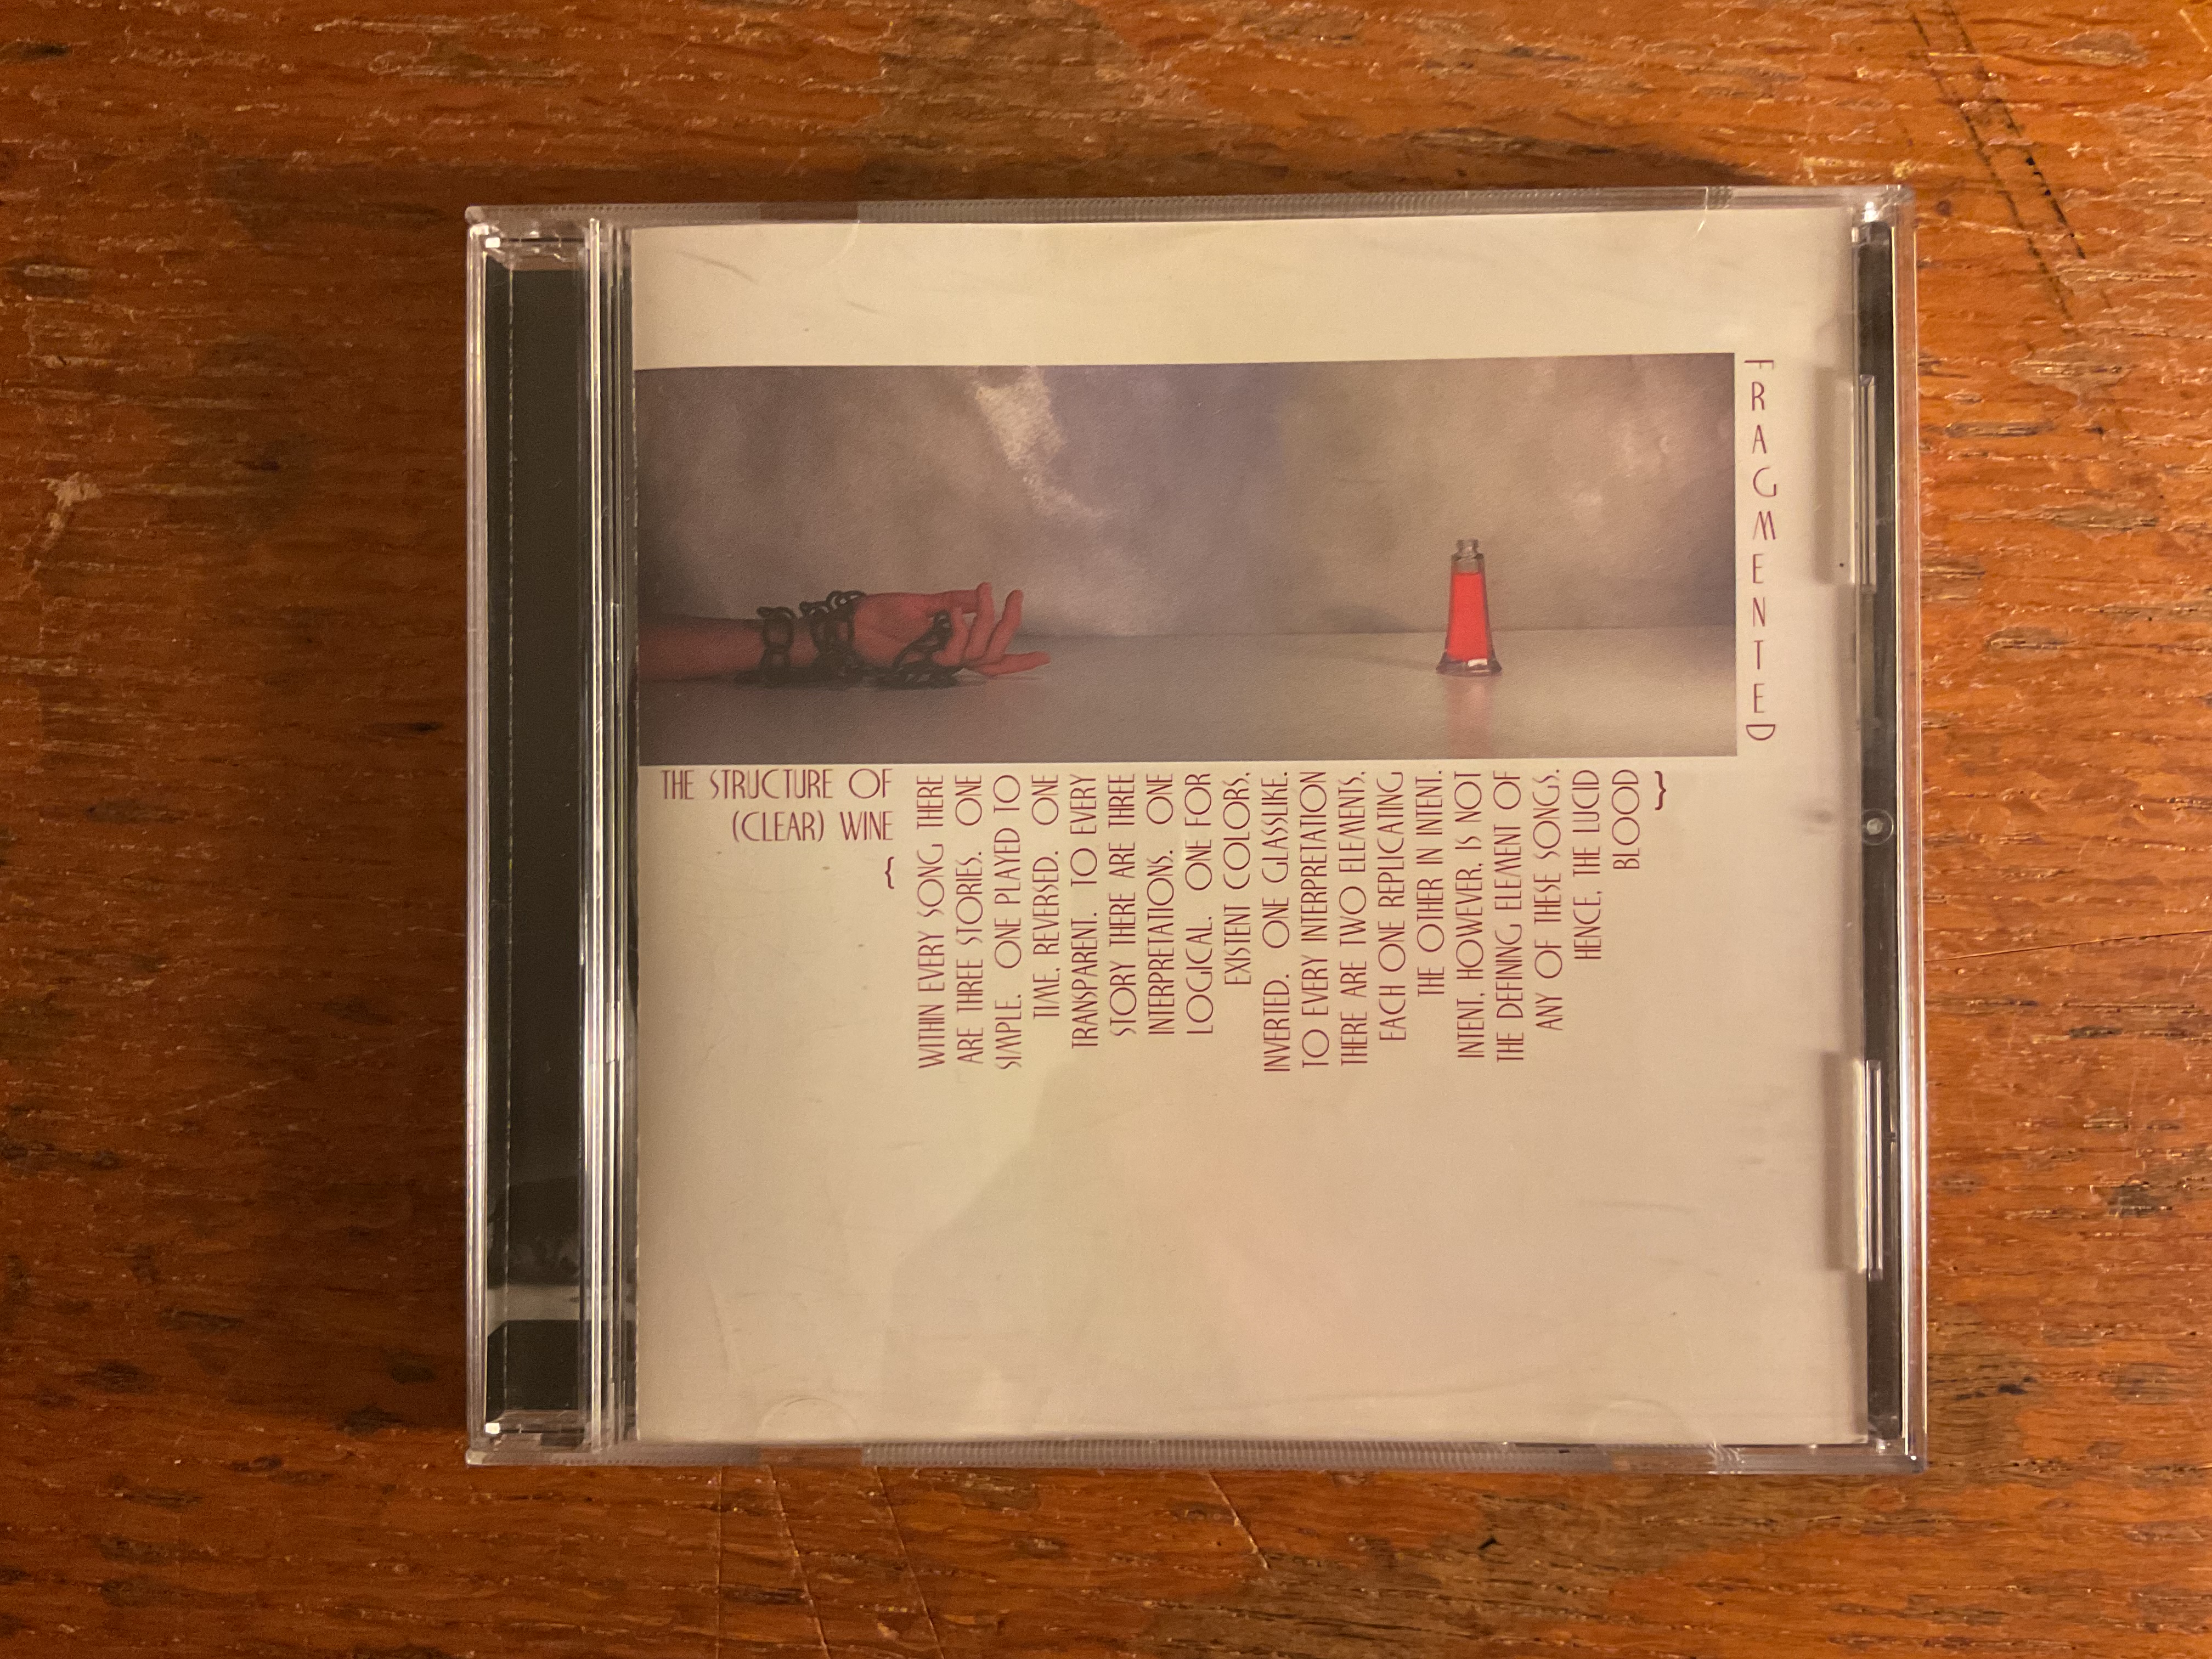 FRAGMENTED
THE STRUCTURE OF
(CLEAR) WINE
{
WITHIN EVERY SONG THERE
ARE THREE STORIES. ONE
SIMPLE. ONE PLAYED TO
TIME, REVERSED. ONE
TRANSPARENT. TO EVERY
STORY THERE ARE THREE
INTERPRETATIONS. ONE
LOGICAL. ONE FOR
EXISTENT COLORS,
INVERTED. ONE GLASSLIKE.
TO EVERY INTERPRETATION
THERE ARE TWO ELEMENTS,
EACH ONE REPLICATING
THE OTHER IN INTENT.
INTENT, HOWEVER, IS NOT
THE DEFINING ELEMENT OF
ANY OF THESE SONGS.
HENCE, THE LUCID
BLOOD
}